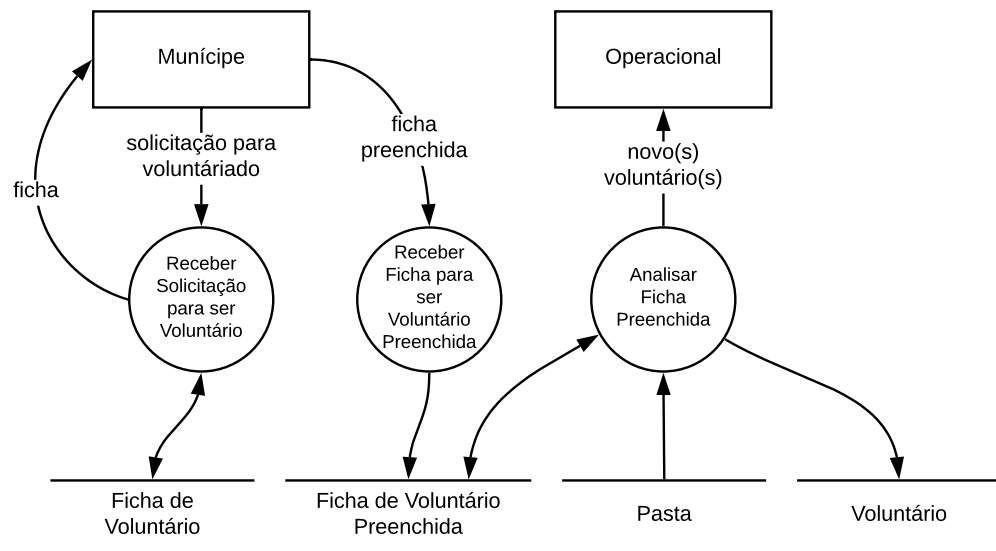 Munícipe
Operacional
solicitação para
voluntáriado
ficha
preenchida
novo(s)
voluntário(s)
ficha
Receber
Solicitação
para ser
Voluntário
Receber
Ficha para
ser
Voluntário
Preenchida
Analisar
Ficha
Preenchida
Ficha de
Voluntário
Ficha de Voluntário
Preenchida
Pasta
Voluntário